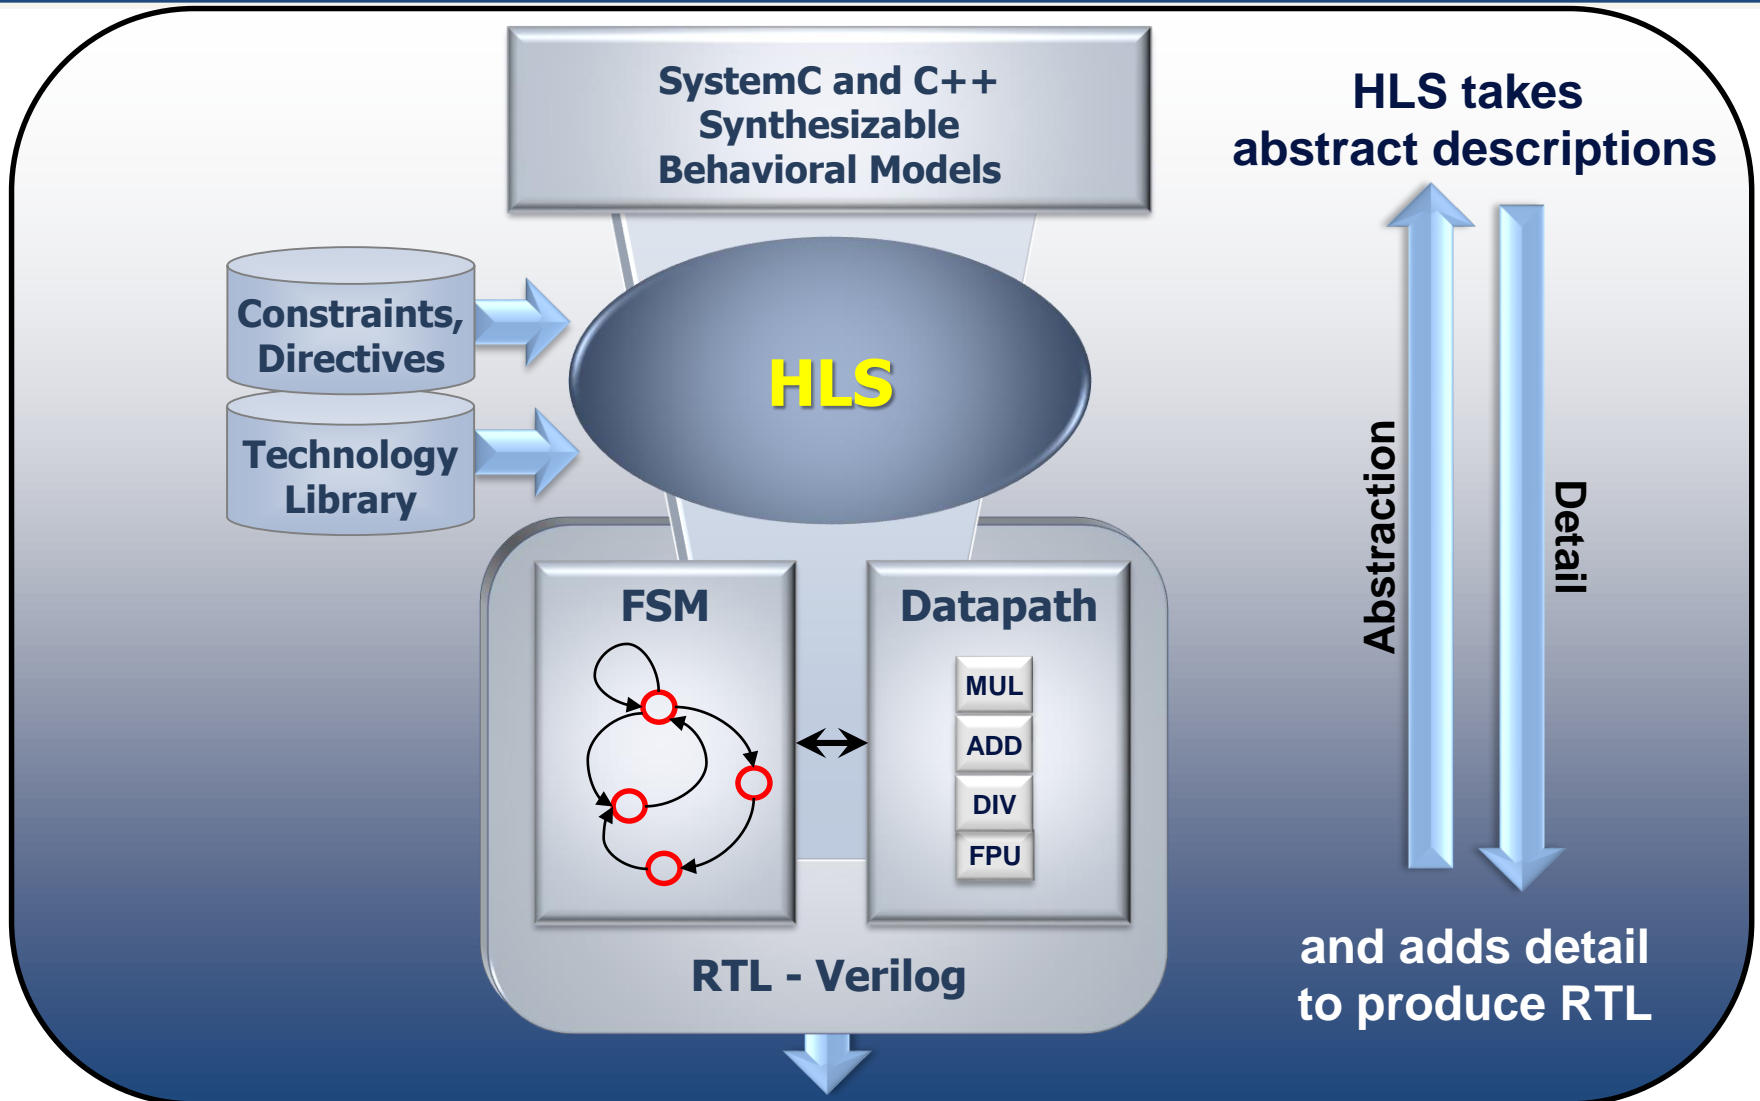 SystemC and C++
Synthesizable
Behavioral Models
HLS takes
abstract descriptions
Constraints,
Directives
Technology
Library
HLS
Abstraction
Detail
FSM
Datapath
MUL
ADD
DIV
FPU
RTL - Verilog
and adds detail
to produce RTL